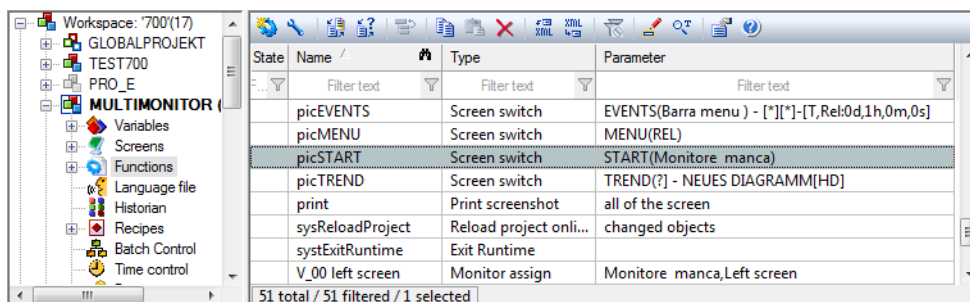 Workspace: '700'(17)
GLOBALPROJEKT
TEST700
PRO_E
MULTIMONITOR (
Variables
Screens
Functions
Language file
Historian
Recipes
Batch Control
Time control
XML XML
State Name Type Parameter
F... Filter text Filter text Filter text
picEVENTS Screen switch EVENTS(Barra menu ) - [*][*]-[T,Rel:0d,1h,0m,0s]
picMENU Screen switch MENU(REL)
picSTART Screen switch START(Monitore manca)
picTREND Screen switch TREND(?] - NEUES DIAGRAMM[HD]
print Print screenshot all of the screen
sysReloadProject Reload project onli... changed objects
systExitRuntime Exit Runtime
V_00 left screen Monitor assign Monitore manca,Left screen
51 total / 51 filtered / 1 selected